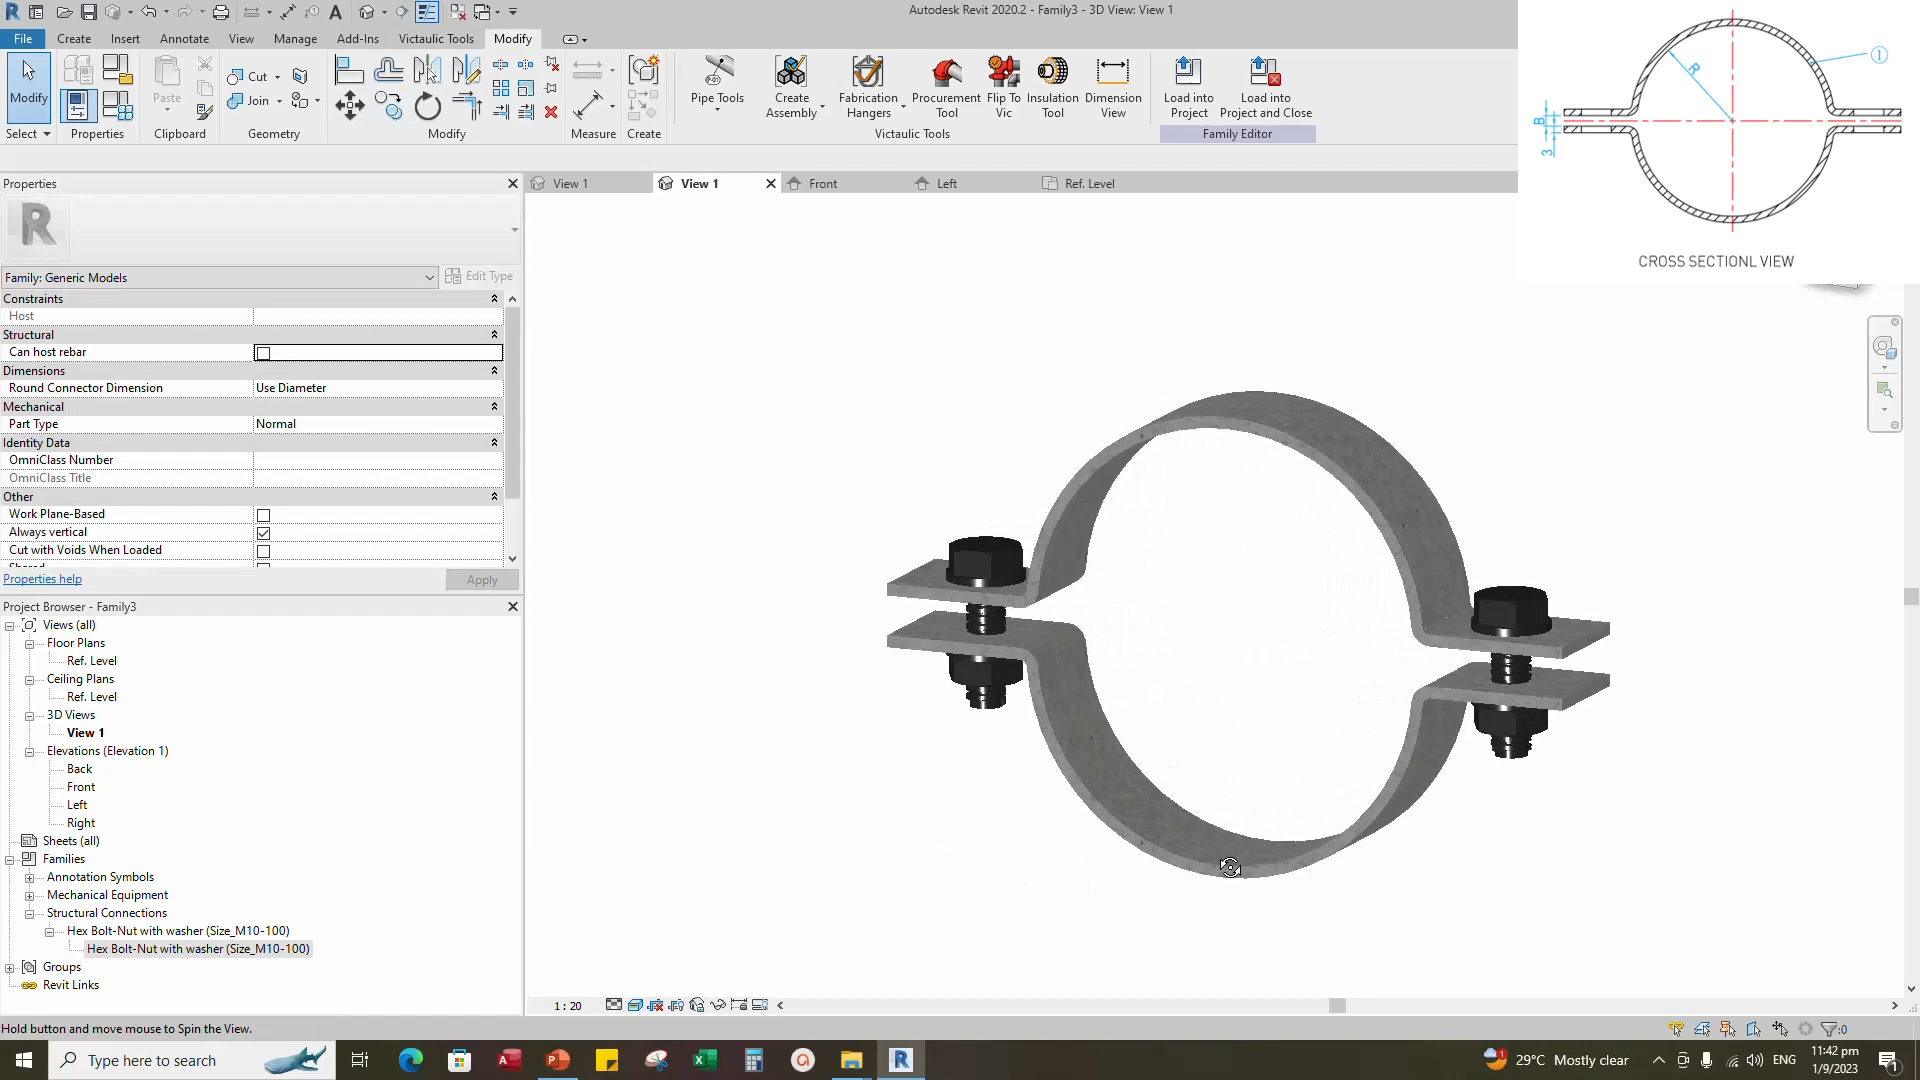 Autodesk Revit 2020.2 - Family3 - 3D View: View 1
File
Create
Insert
Annotate
View
Manage
Add-Ins
Victaulic Tools
Modify
Modify
Select
Properties
Paste
Clipboard
Cut
Join
Geometry
Modify
Measure
Create
P-01
Pipe Tools
Create Assembly
Fabrication Hangers
Procurement Tool
Flip To Vic
Insulation Tool
Dimension View
Victaulic Tools
Load into Project
Load into Project and Close
Family Editor
R
1
B
3
CROSS SECTIONL VIEW
Properties
View 1
View 1
Front
Left
Ref. Level
Family: Generic Models
Edit Type
Constraints
Host
Structural
Can host rebar
Dimensions
Round Connector Dimension Use Diameter
Mechanical
Part Type Normal
Identity Data
OmniClass Number
OmniClass Title
Other
Work Plane-Based
Always vertical
Cut with Voids When Loaded
Shared
Properties help
Apply
Project Browser - Family3
Views (all)
Floor Plans
Ref. Level
Ceiling Plans
Ref. Level
3D Views
View 1
Elevations (Elevation 1)
Back
Front
Left
Right
Sheets (all)
Families
Annotation Symbols
Mechanical Equipment
Structural Connections
Hex Bolt-Nut with washer (Size_M10-100)
Hex Bolt-Nut with washer (Size_M10-100)
Groups
Revit Links
1 : 20
Hold button and move mouse to Spin the View.
:0
Type here to search
29°C Mostly clear
ENG
11:42 pm
1/9/2023
1